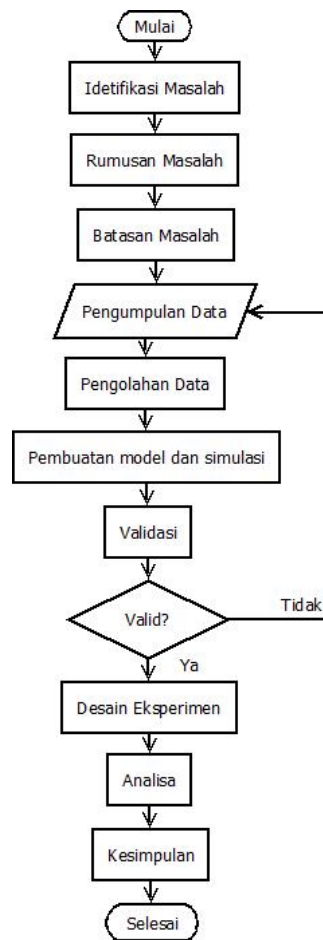 Mulai
Idetifikasi Masalah
Rumusan Masalah
Batasan Masalah
Pengumpulan Data
Pengolahan Data
Pembuatan model dan simulasi
Validasi
Valid?
Tidak
Ya
Desain Eksperimen
Analisa
Kesimpulan
Selesai